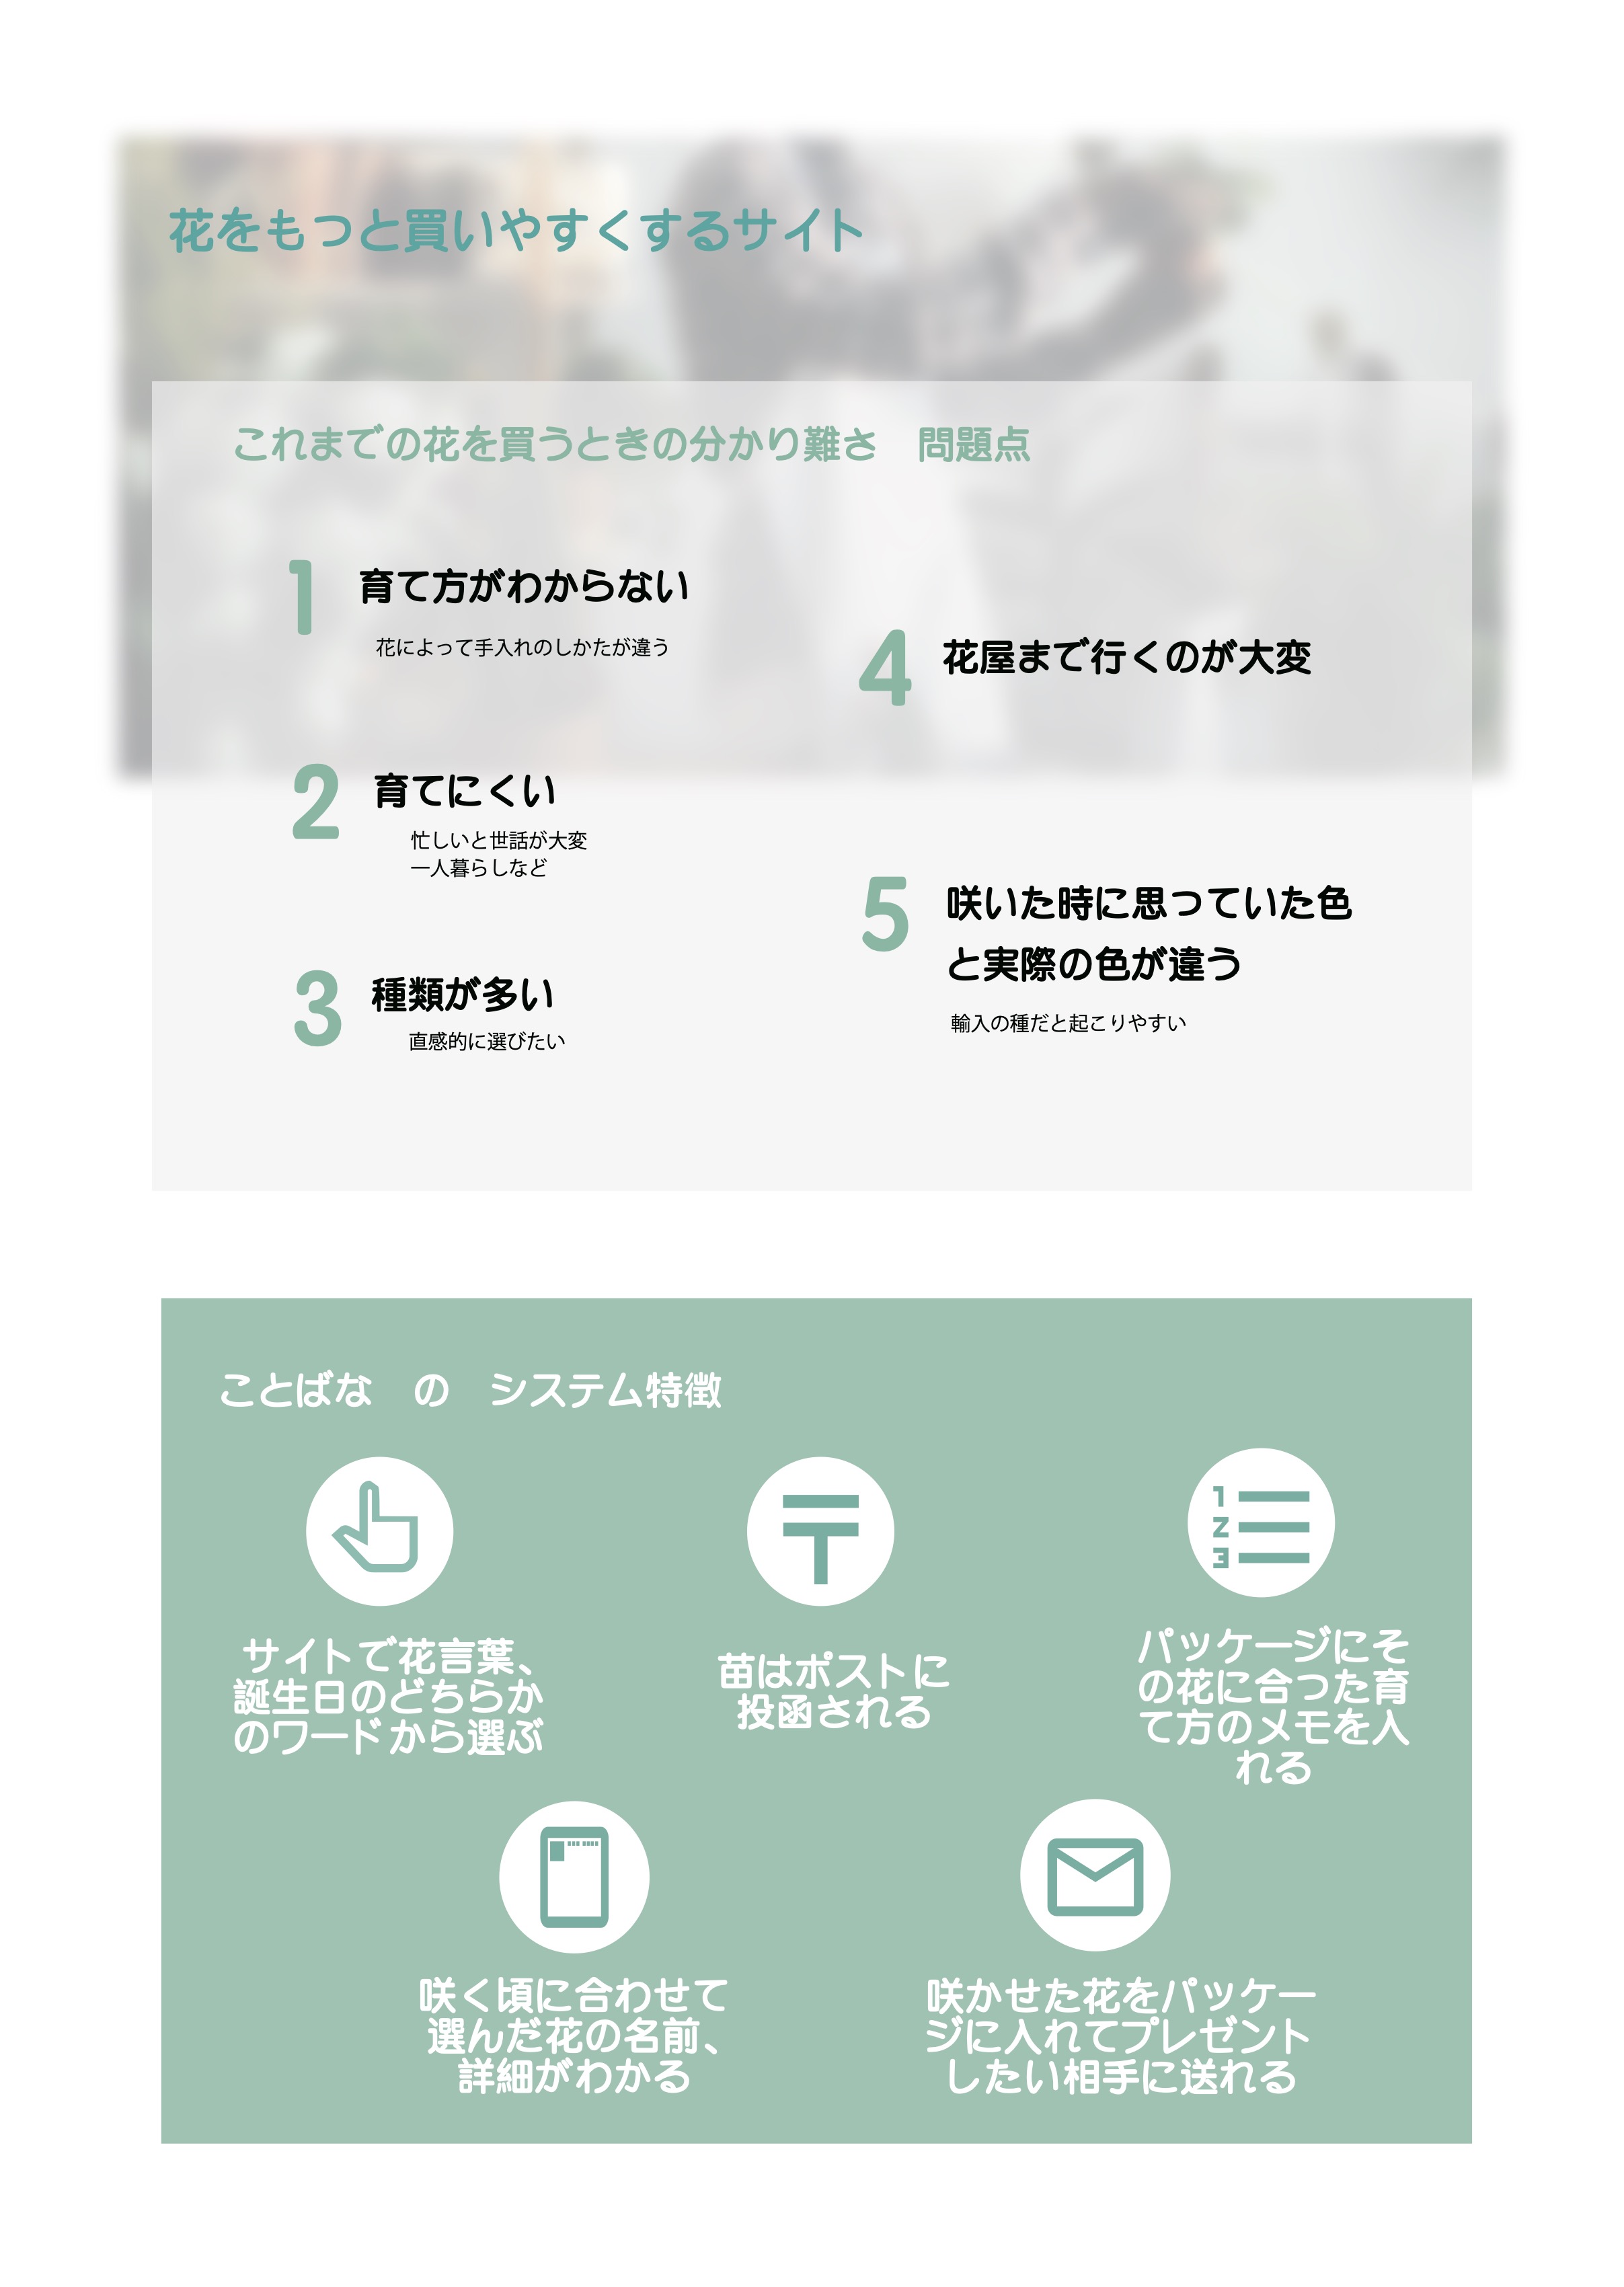 花をもつと買いやすくするサイト
これまでの花を買うときの分かり難さ　問題点
1
育て方がわからない
花によって手入れのしかたが違う
2
育てにくい
忙しいと世話が大変
一人暮らしなど
3
種類が多い
直感的に選びたい
4
花屋まで行くのが大変
5
咲いた時に思っていた色
と実際の色が違う
輸入の種だと起こりやすい
ことばな　の　システム特徴
サイトで花言葉、
誕生日のどちらか
のワードから選ぶ
〒
苗はポストに
投函される
1
2
3
パッケージにそ
の花に合った育
て方のメモを入
れる
咲く頃に合わせて
選んだ花の名前、
詳細がわかる
咲かせた花をパッケー
ジに入れてプレゼント
したい相手に送れる